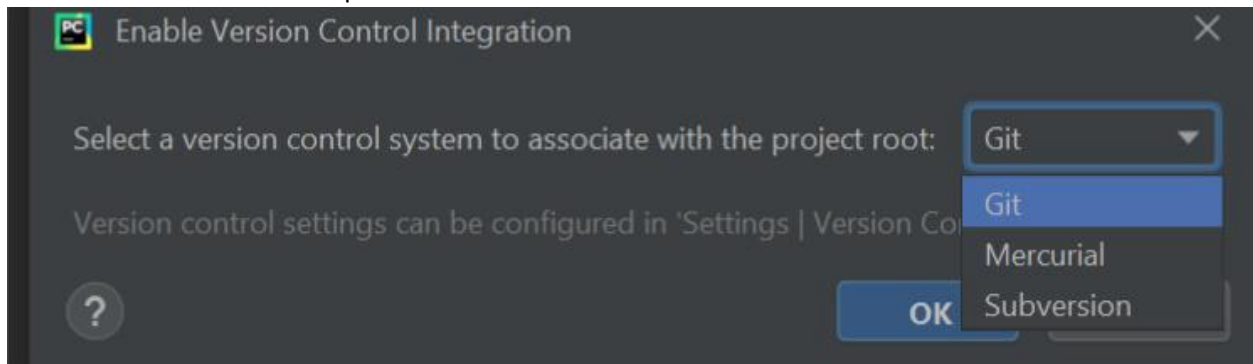 PC Enable Version Control Integration
Select a version control system to associate with the project root: Git
Git
Version control settings can be configured in 'Settings | Version Co
Mercurial
? OK Subversion